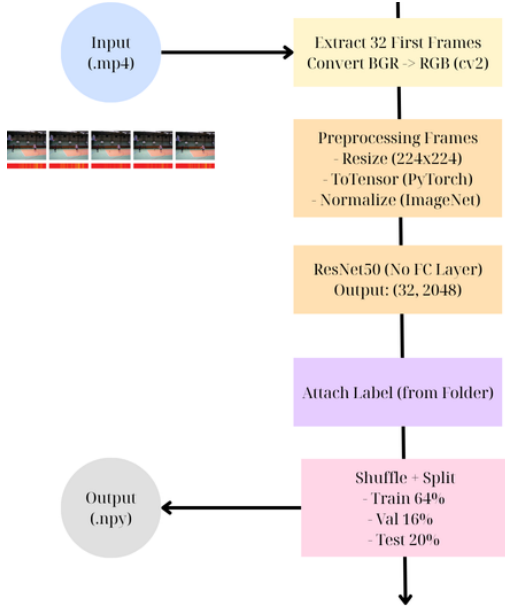 Input
(.mp4)
Extract 32 First Frames
Convert BGR -> RGB (cv2)
Preprocessing Frames
- Resize (224x224)
- ToTensor (PyTorch)
- Normalize (ImageNet)
ResNet50 (No FC Layer)
Output: (32, 2048)
Attach Label (from Folder)
Shuffle + Split
- Train 64%
- Val 16%
- Test 20%
Output
(.npy)